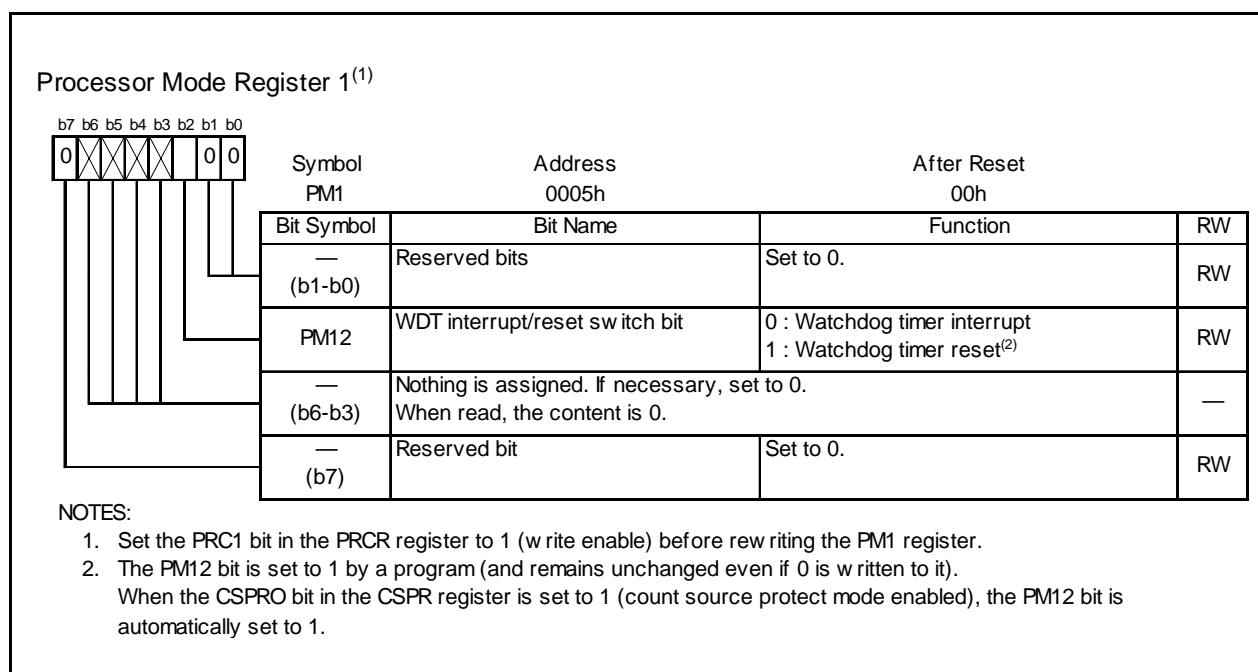 Processor Mode Register 1(1)
b7 b6 b5 b4 b3 b2 b1 b0
0 0 0
Symbol Address After Reset
PM1 0005h 00h
Bit Symbol Bit Name Function RW
— (b1-b0) Reserved bits Set to 0. RW
PM12 WDT interrupt/reset switch bit 0 : Watchdog timer interrupt RW
1 : Watchdog timer reset(2)
— (b6-b3) Nothing is assigned. If necessary, set to 0. —
When read, the content is 0.
— (b7) Reserved bit Set to 0. RW
NOTES:
1. Set the PRC1 bit in the PRCR register to 1 (write enable) before rewriting the PM1 register.
2. The PM12 bit is set to 1 by a program (and remains unchanged even if 0 is written to it).
When the CSPRO bit in the CSPR register is set to 1 (count source protect mode enabled), the PM12 bit is
automatically set to 1.